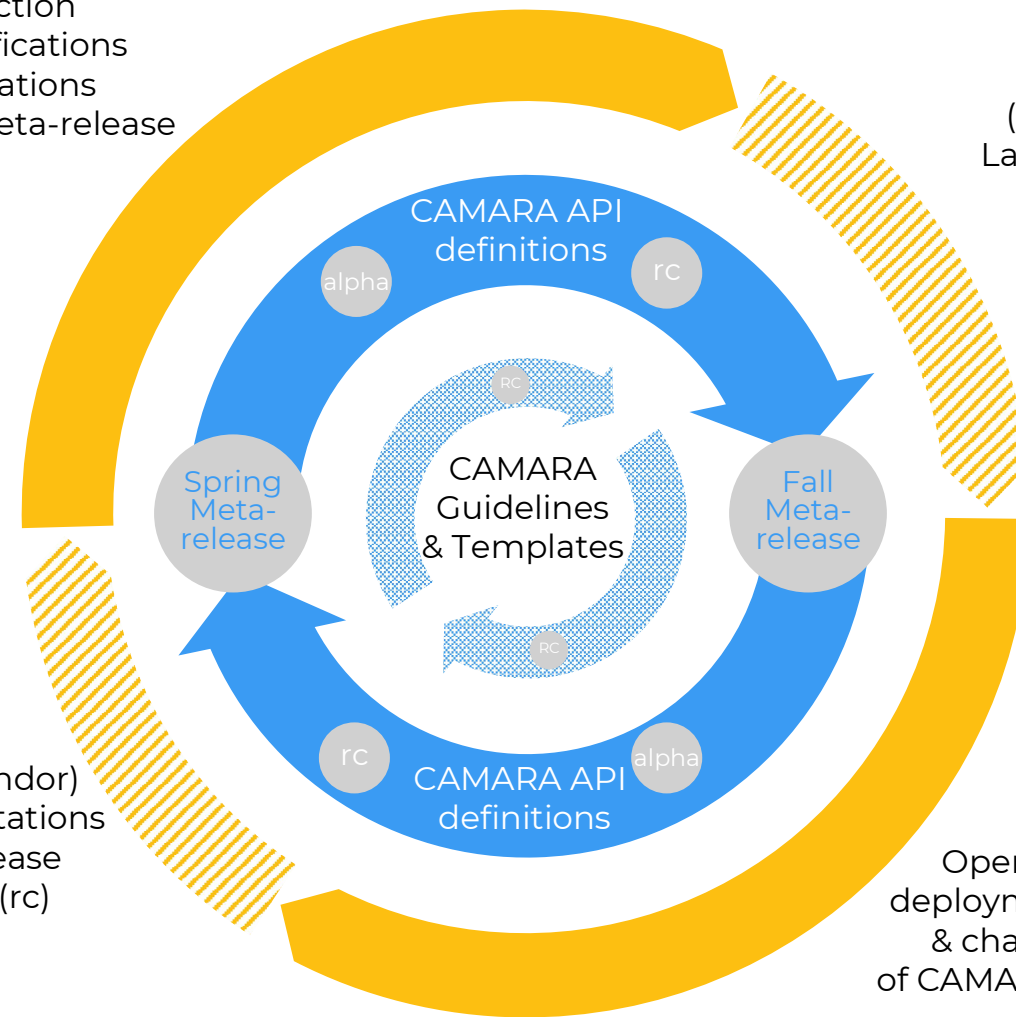 ction
fications
ations
eta-release
(
La
CAMARA API
definitions
alpha
rc
RC
CAMARA
Guidelines
& Templates
Spring
Meta-
release
Fall
Meta-
release
RC
rc
alpha
CAMARA API
definitions
ndor)
tations
ease
(rc)
Oper
deployn
& cha
of CAMA